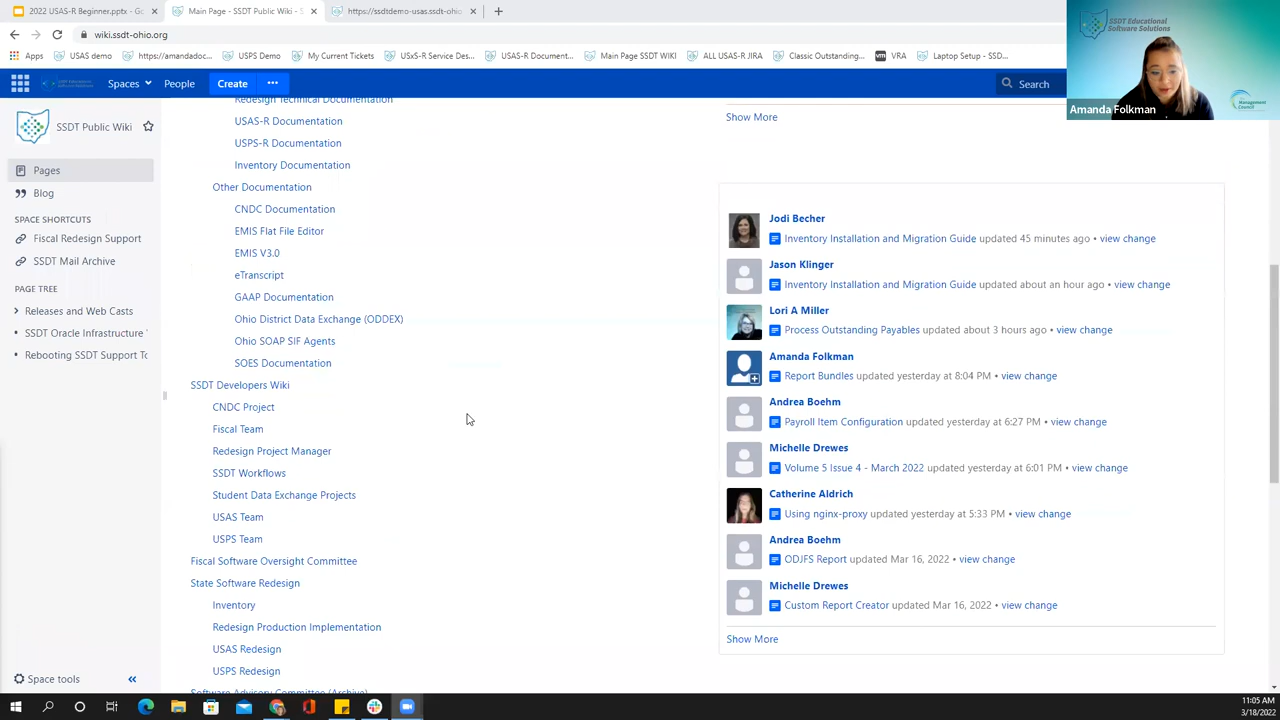 2022 USAS-R Beginner.pptx - Go
Main Page - SSDT Public Wiki - S
https://ssdtdemo-usas.ssdt-ohio
wiki.ssdt-ohio.org
Apps
USAS demo
https://amandadoc...
USPS Demo
My Current Tickets
USxS-R Service Des...
USAS-R Documen...
Main Page SSDT WIKI
ALL USAS-R JIRA
Classic Outstanding...
vm VRA
Laptop Setup - SSD...
SSDT Educational
Software Solutions
Management
Council
Amanda Folkman
Spaces
People
Create
Search
SSDT Public Wiki
Pages
Blog
SPACE SHORTCUTS
Fiscal Redesign Support
SSDT Mail Archive
PAGE TREE
Releases and Web Casts
SSDT Oracle Infrastructure
Rebooting SSDT Support To
Space tools
Redesign Technical Documentation
USAS-R Documentation
USPS-R Documentation
Inventory Documentation
Other Documentation
CNDC Documentation
EMIS Flat File Editor
EMIS V3.0
eTranscript
GAAP Documentation
Ohio District Data Exchange (ODDEX)
Ohio SOAP SIF Agents
SOES Documentation
SSDT Developers Wiki
CNDC Project
Fiscal Team
Redesign Project Manager
SSDT Workflows
Student Data Exchange Projects
USAS Team
USPS Team
Fiscal Software Oversight Committee
State Software Redesign
Inventory
Redesign Production Implementation
USAS Redesign
USPS Redesign
Software Advisory Committee (Archive)
Show More
Jodi Becher
Inventory Installation and Migration Guide updated 45 minutes ago • view change
Jason Klinger
Inventory Installation and Migration Guide updated about an hour ago • view change
Lori A Miller
Process Outstanding Payables updated about 3 hours ago • view change
Amanda Folkman
Report Bundles updated yesterday at 8:04 PM • view change
Andrea Boehm
Payroll Item Configuration updated yesterday at 6:27 PM • view change
Michelle Drewes
Volume 5 Issue 4 - March 2022 updated yesterday at 6:01 PM • view change
Catherine Aldrich
Using nginx-proxy updated yesterday at 5:33 PM • view change
Andrea Boehm
ODJFS Report updated Mar 16, 2022 • view change
Michelle Drewes
Custom Report Creator updated Mar 16, 2022 • view change
Show More
11:05 AM
3/18/2022